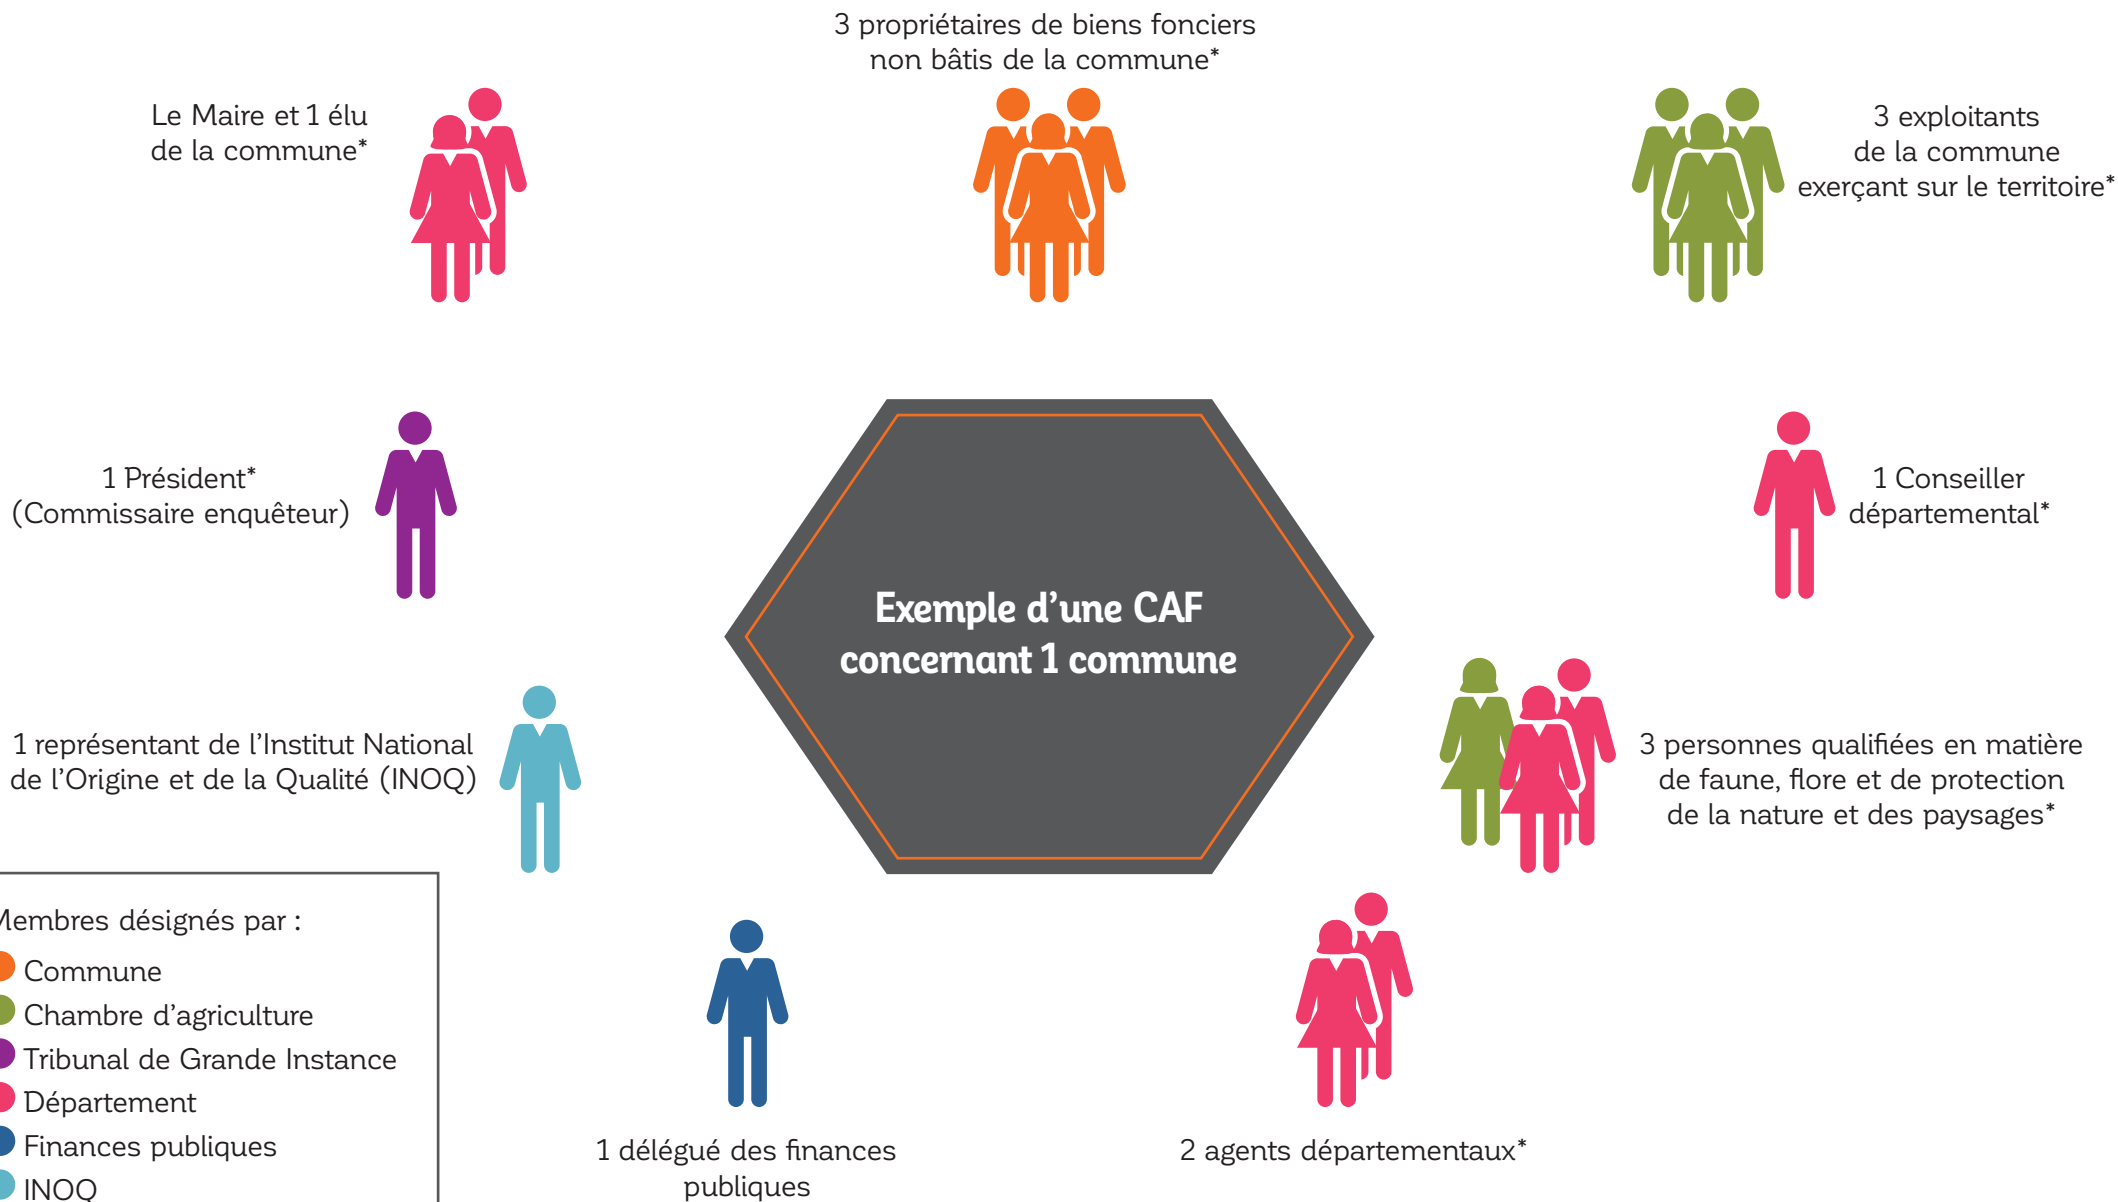 3 propriétaires de biens fonciers
non bâtis de la commune*
Le Maire et 1 élu
de la commune*
3 exploitants
de la commune
exerçant sur le territoire*
1 Président*
(Commissaire enquêteur)
1 Conseiller
départemental*
Exemple d'une CAF
concernant 1 commune
1 représentant de l'Institut National
de l'Origine et de la Qualité (INOQ)
3 personnes qualifiées en matière
de faune, flore et de protection
de la nature et des paysages*
Membres désignés par :
Commune
Chambre d'agriculture
Tribunal de Grande Instance
Département
Finances publiques
INOQ
1 délégué des finances
publiques
2 agents départementaux*